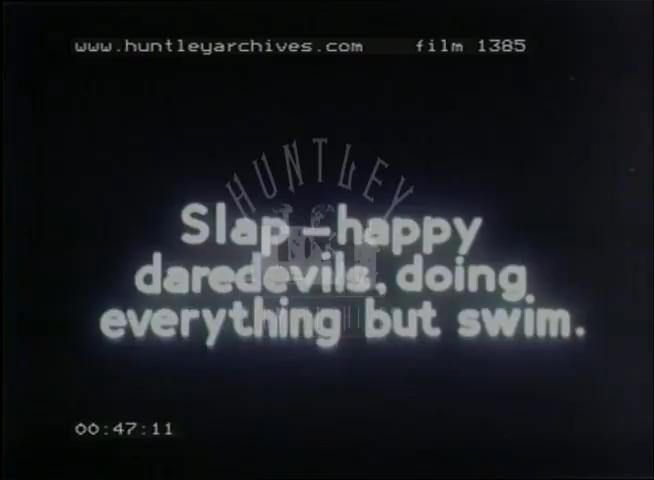 www.huntleyarchives.com film 1385
HUNTLEY
Slap-happy
daredevils, doing
everything but swim.
00:47:11